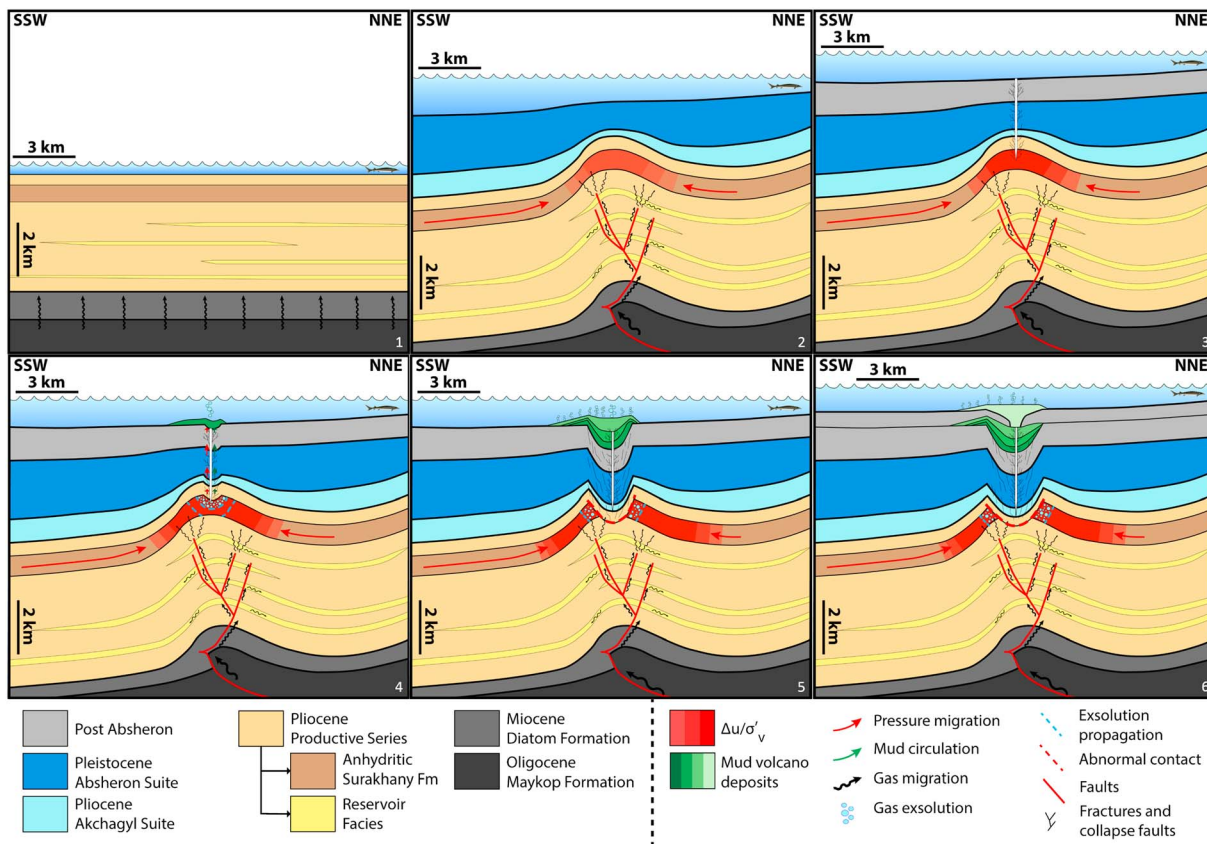 SSW NNE
3 km
2 km
1
SSW NNE
3 km
2 km
2
SSW NNE
3 km
2 km
3
SSW NNE
3 km
2 km
4
SSW NNE
3 km
2 km
5
SSW NNE
3 km
2 km
6
Post Absheron
Pleistocene
Absheron Suite
Pliocene
Akchagyl Suite
Pliocene
Productive Series
Anhydritic
Surakhany Fm
Reservoir
Facies
Miocene
Diatom Formation
Oligocene
Maykop Formation
Δu/σ'v
Mud volcano
deposits
Pressure migration
Mud circulation
Gas migration
Gas exsolution
Exsolution
propagation
Abnormal contact
Faults
Fractures and
collapse faults